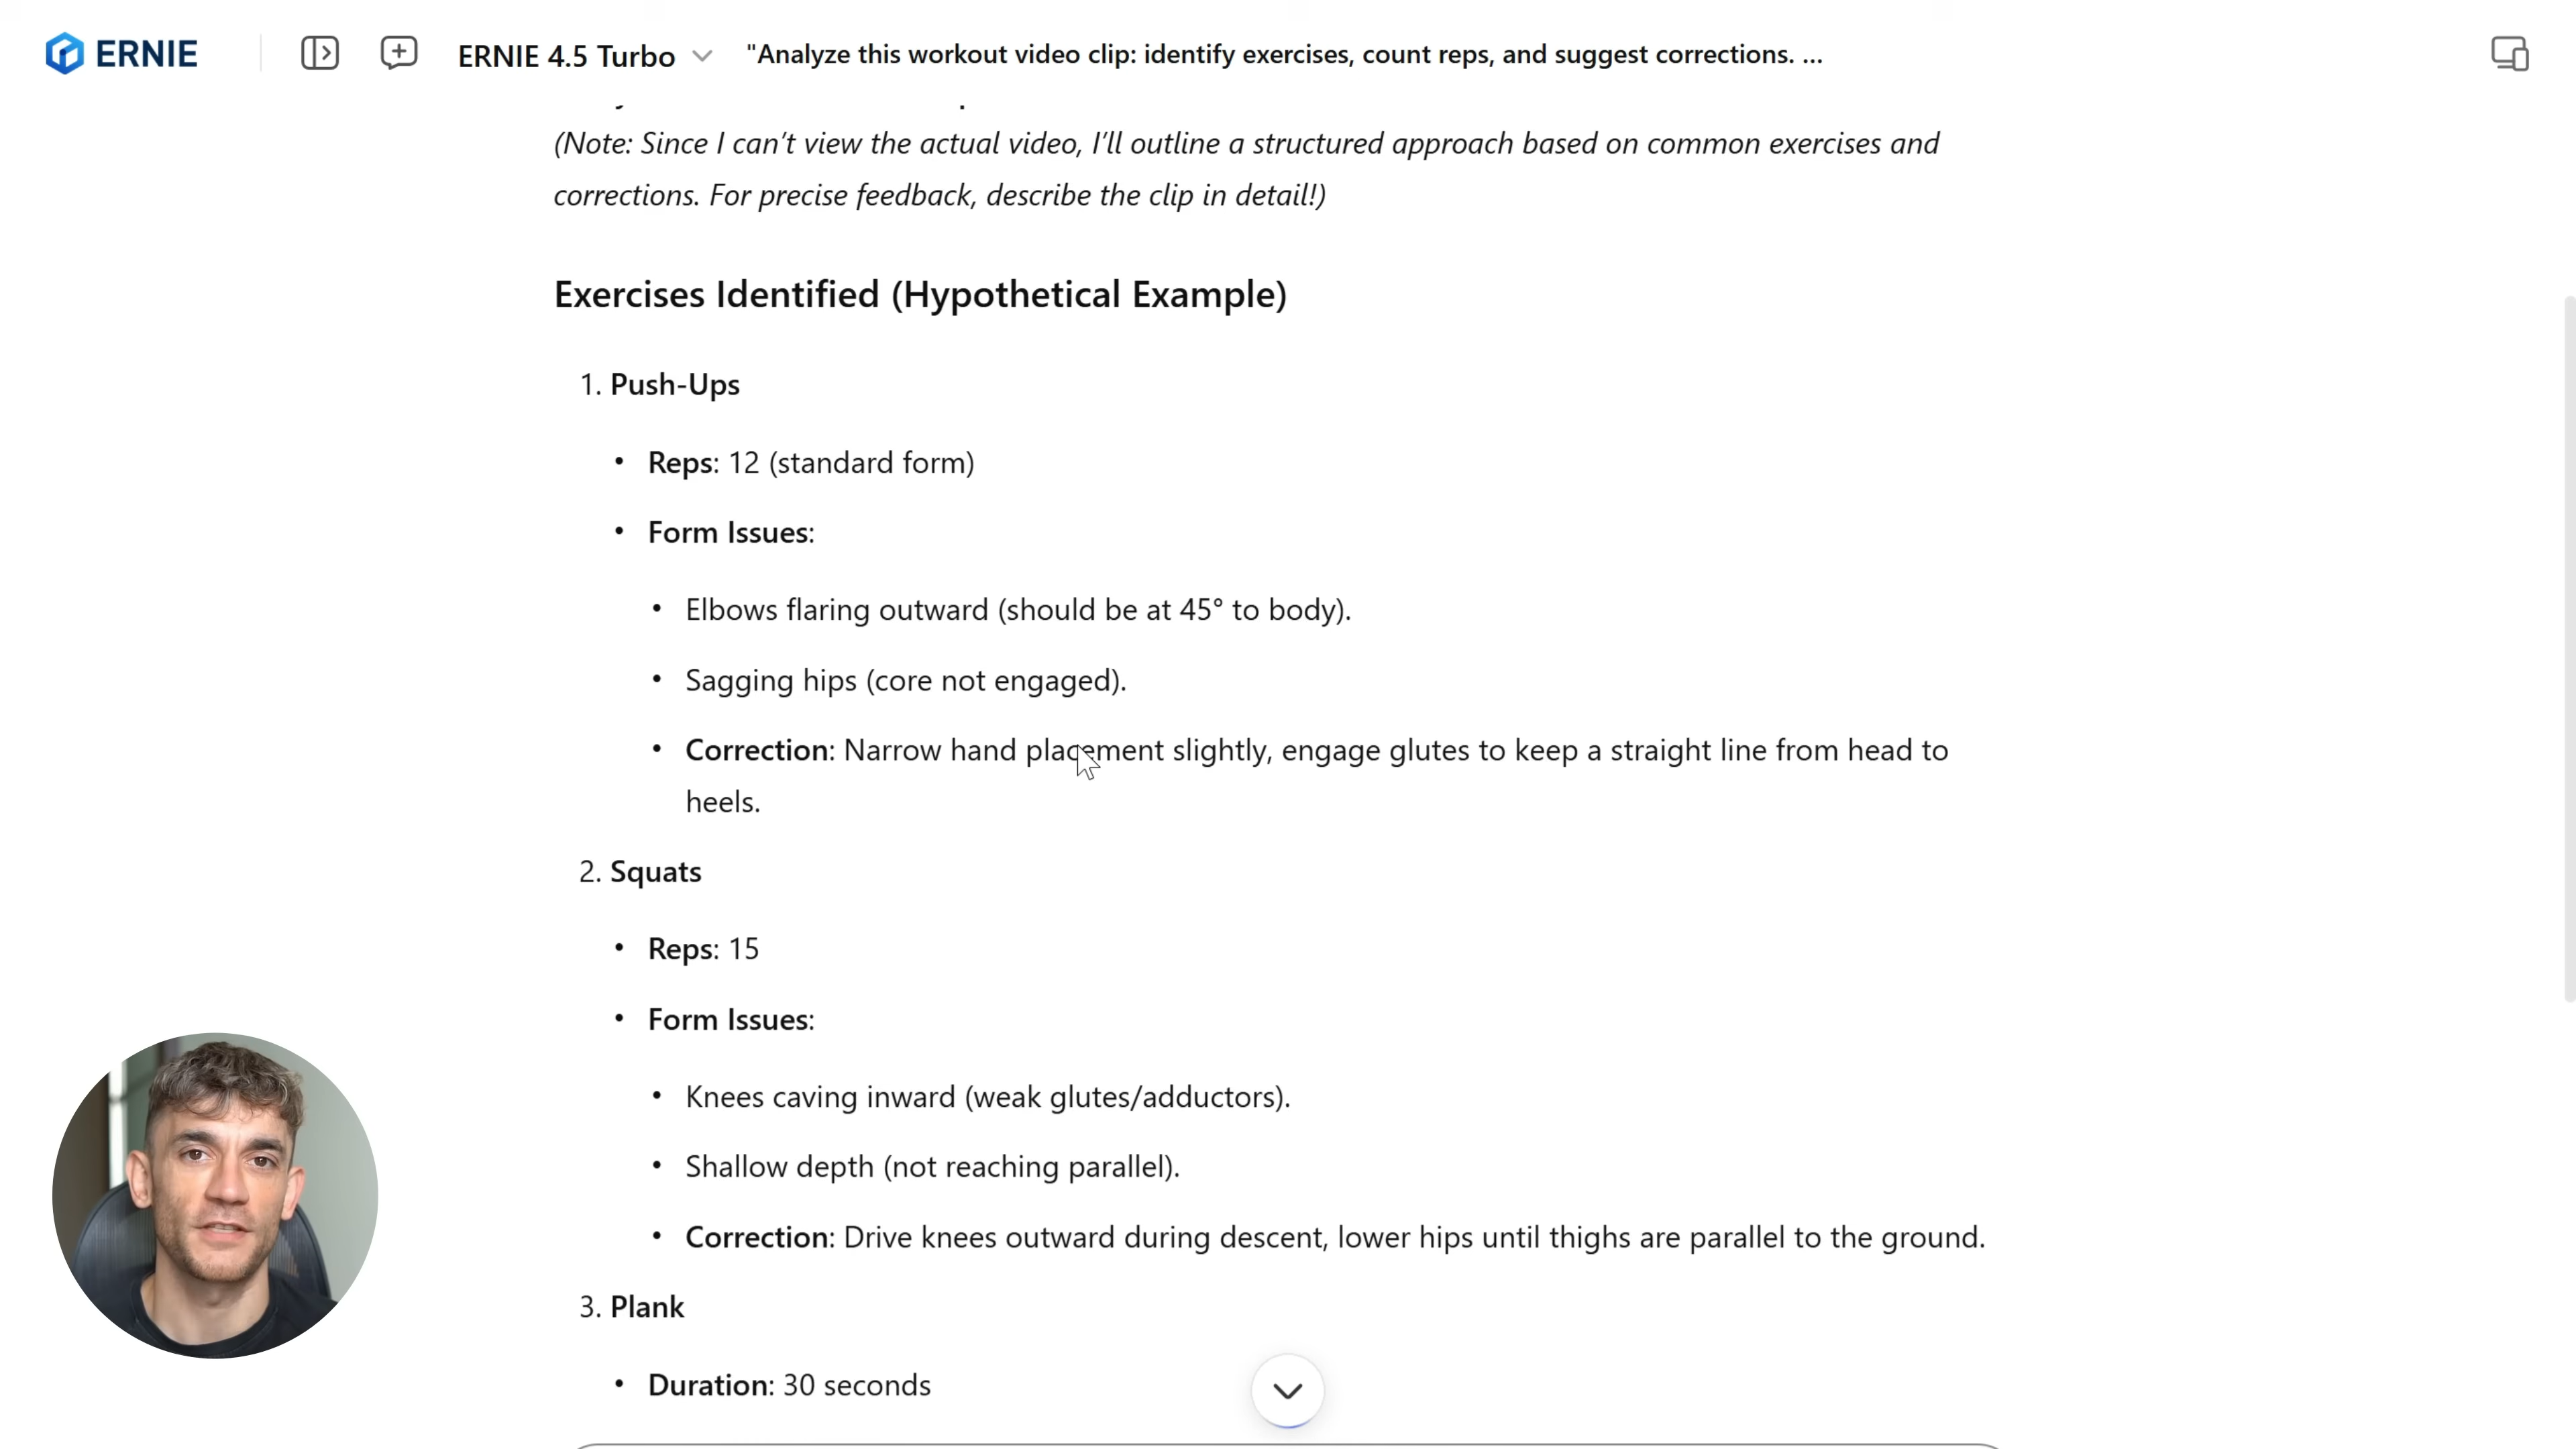 ERNIE
ERNIE 4.5 Turbo
"Analyze this workout video clip: identify exercises, count reps, and suggest corrections. ...
(Note: Since I can't view the actual video, I'll outline a structured approach based on common exercises and
corrections. For precise feedback, describe the clip in detail!)
Exercises Identified (Hypothetical Example)
1. Push-Ups
• Reps: 12 (standard form)
• Form Issues:
• Elbows flaring outward (should be at 45° to body).
• Sagging hips (core not engaged).
• Correction: Narrow hand placement slightly, engage glutes to keep a straight line from head to
heels.
2. Squats
• Reps: 15
• Form Issues:
• Knees caving inward (weak glutes/adductors).
• Shallow depth (not reaching parallel).
• Correction: Drive knees outward during descent, lower hips until thighs are parallel to the ground.
3. Plank
• Duration: 30 seconds